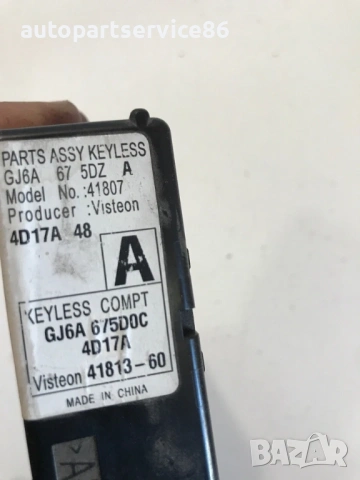 autopartservice86
PARTS ASSY KEYLESS
GJ6A 67 5DZ A
Model No.:41807
Producer :Visteon
4D17A 48
A
KEYLESS COMPT
GJ6A 675D0C
4D17A
Visteon 41813-60
MADE IN CHINA
A
BAZAR
bg